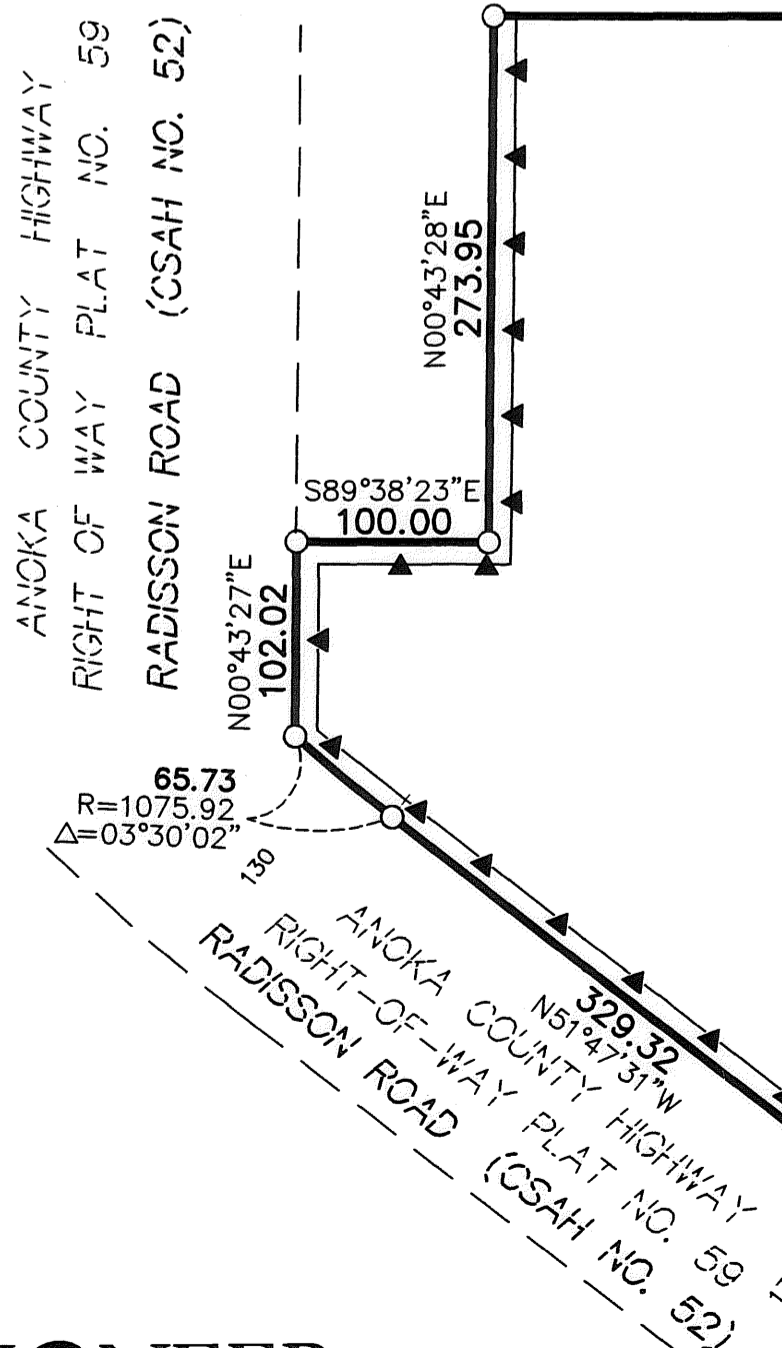 ANOKA COUNTY HIGHWAY
RIGHT OF WAY PLAT NO. 59
RADISSON ROAD (CSAH NO. 52)
N00°43'28"E
273.95
S89°38'23"E
100.00
N00°43'27"E
102.02
65.73
R=1075.92
Δ=03°30'02"
130
329.32
N51°47'31"W
ANOKA COUNTY HIGHWAY
RIGHT-OF-WAY PLAT NO. 59
RADISSON ROAD (CSAH NO. 52)